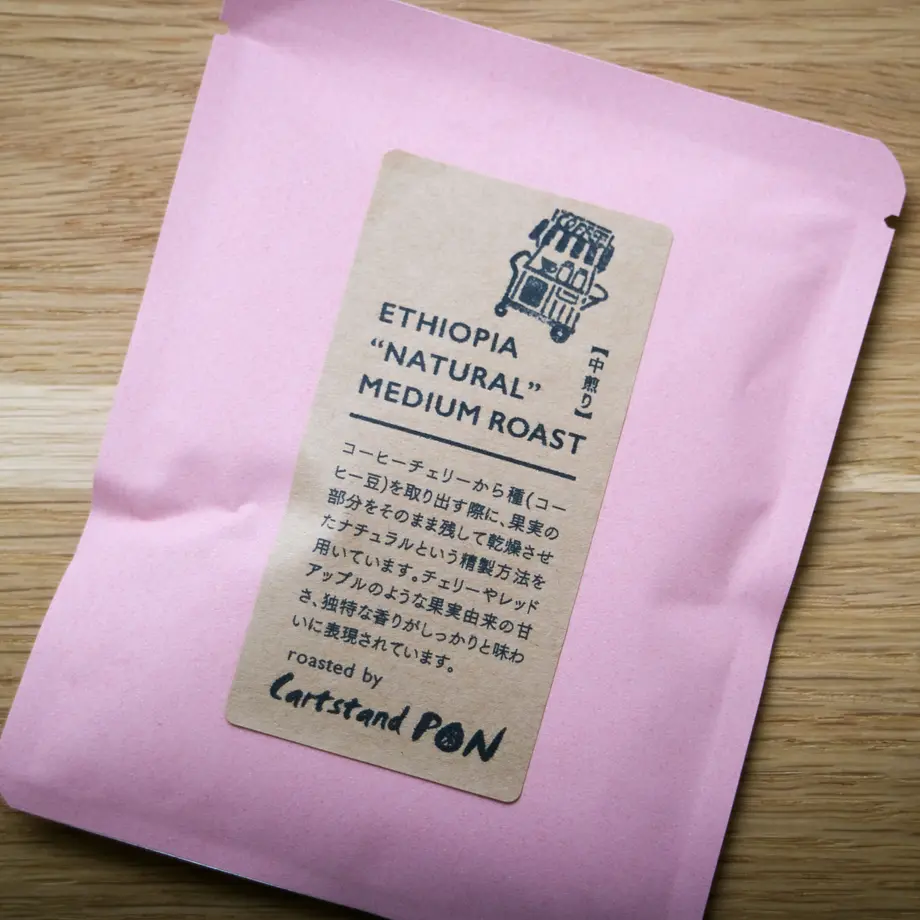 COFFEE
ETHIOPIA
“NATURAL”
MEDIUM ROAST
【中煎り】
コーヒーチェリーから種(コー
ヒー豆)を取り出す際に、果実の
部分をそのまま残して乾燥させ
たナチュラルという精製方法を
用いています。チェリーやレッド
アップルのような果実由来の甘
さ、独特な香りがしっかりと味わ
いに表現されています。
roasted by
Cartstand PON